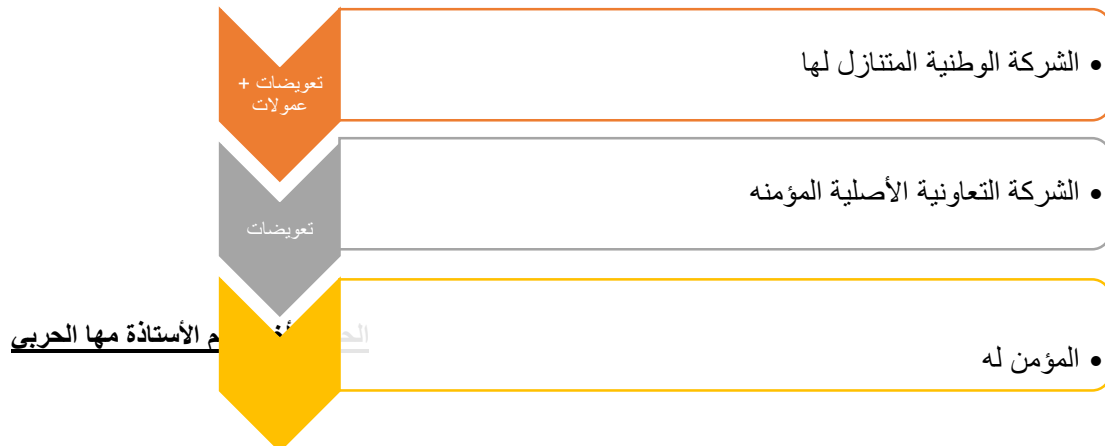 • الشركة الوطنية المتنازل لها
تعويضات +
عمولات
• الشركة التعاونية الأصلية المؤمنه
تعويضات
م الأستاذة مها الحربي
• المؤمن له